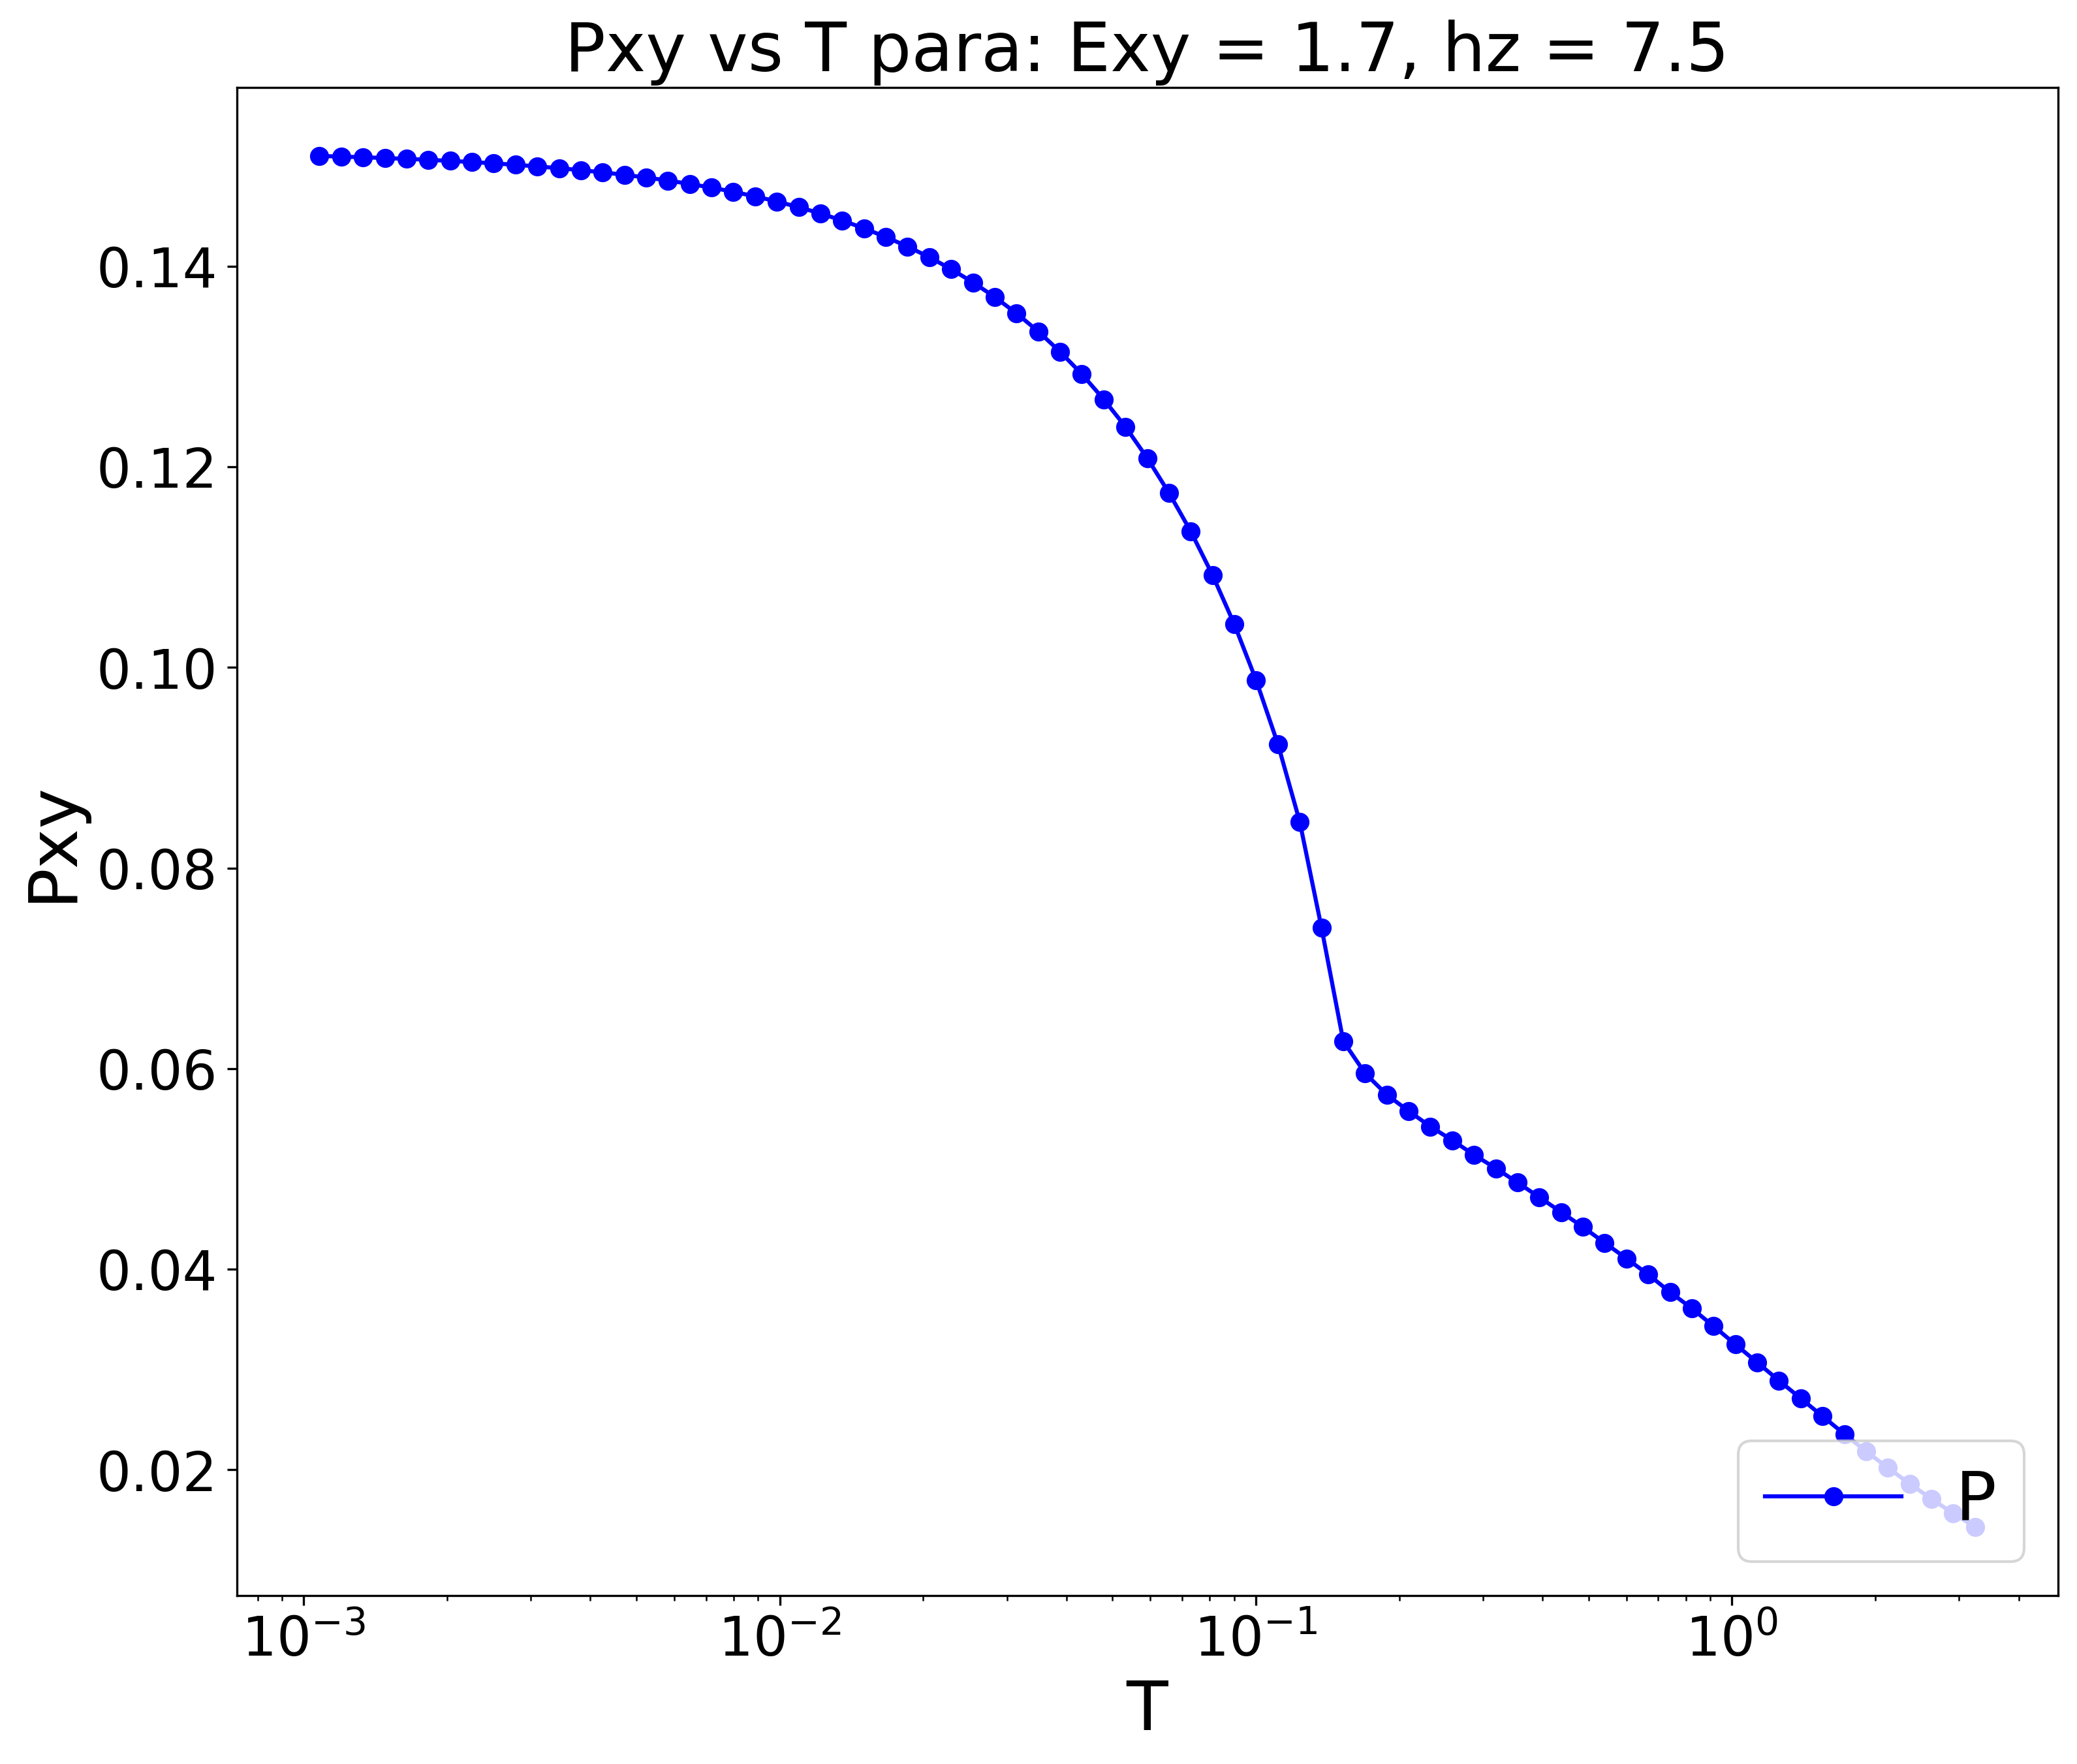 Pxy vs T para: Exy = 1.7, hz = 7.5
Pxy
0.14
0.12
0.10
0.08
0.06
0.04
0.02
P
10⁻³ 10⁻² 10⁻¹ 10⁰
T